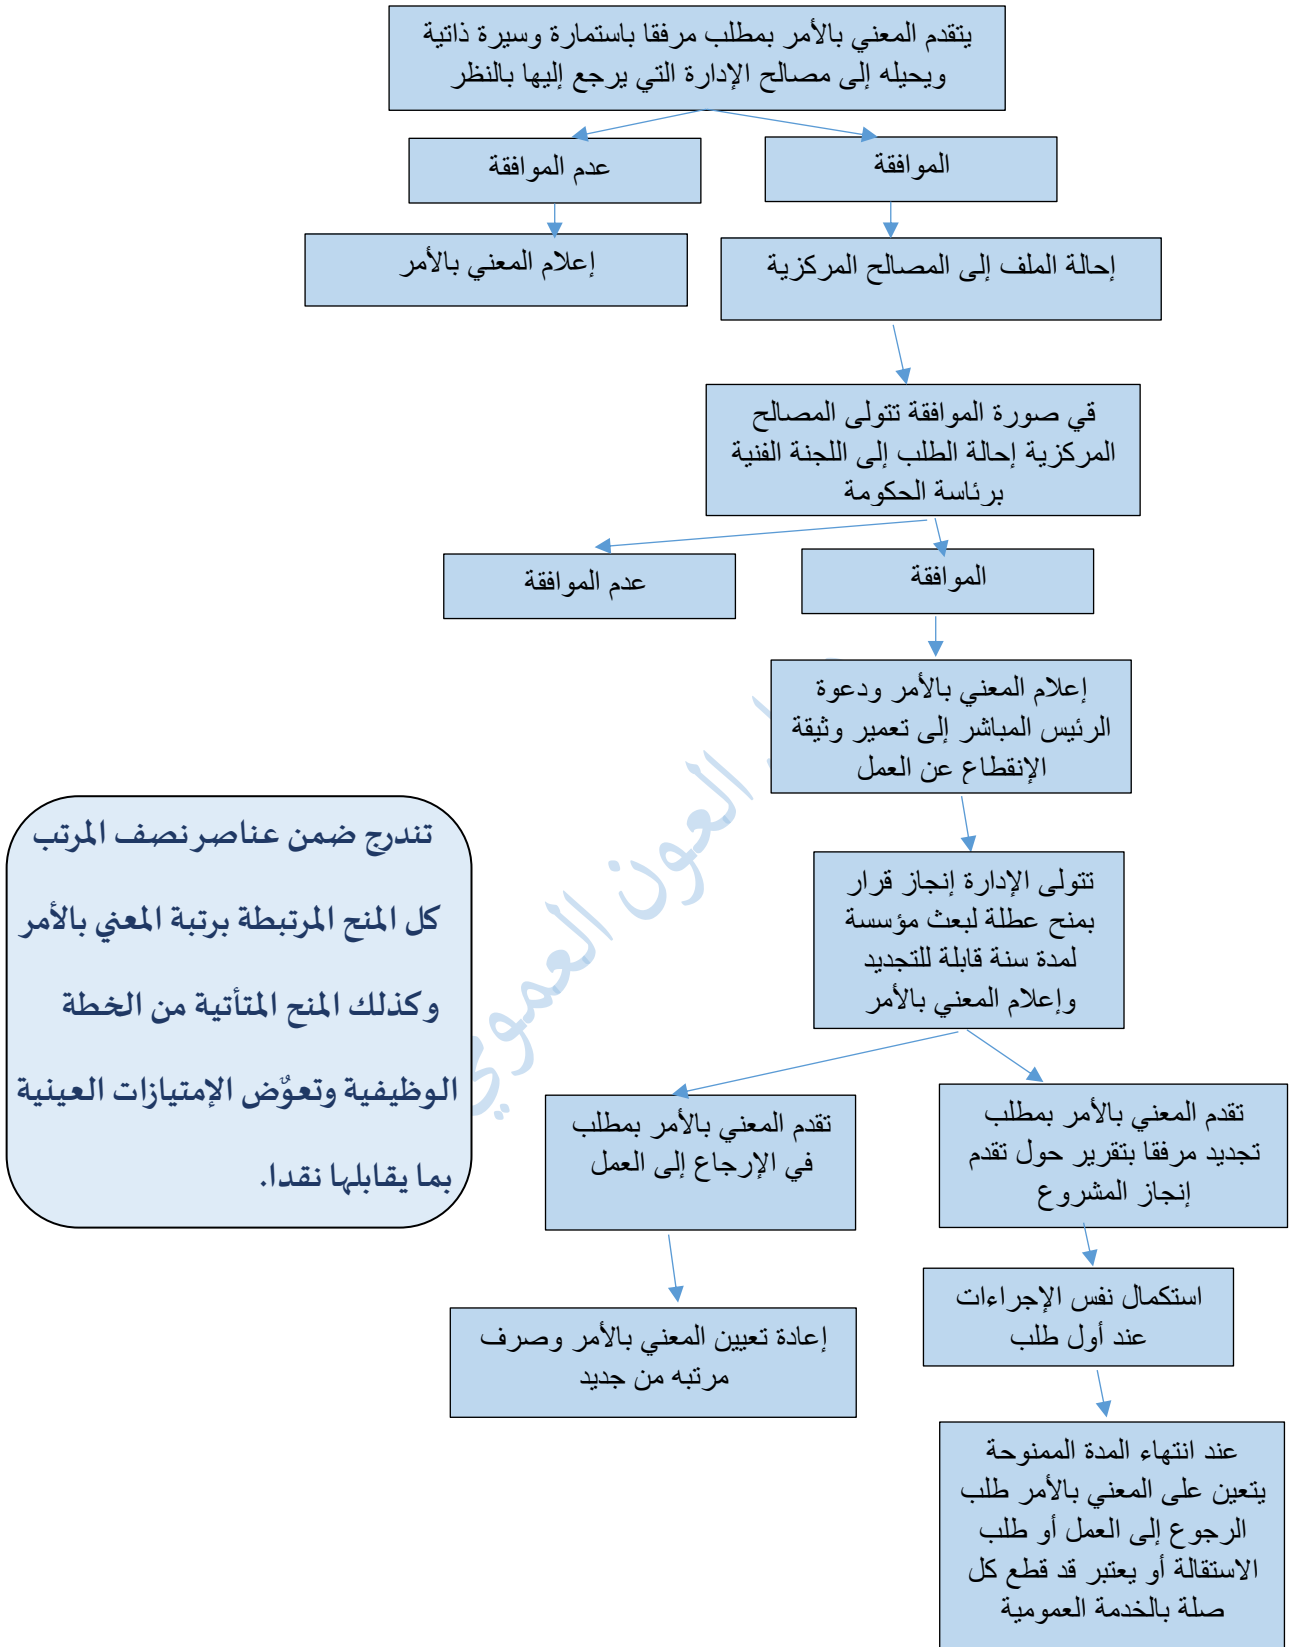 يتقدم المعني بالأمر بمطلب مرفقا باستمارة وسيرة ذاتية
ويحيله إلى مصالح الإدارة التي يرجع إليها بالنظر
الموافقة
عدم الموافقة
إحالة الملف إلى المصالح المركزية
إعلام المعني بالأمر
قي صورة الموافقة تتولى المصالح
المركزية إحالة الطلب إلى اللجنة الفنية
برئاسة الحكومة
الموافقة
عدم الموافقة
إعلام المعني بالأمر ودعوة
الرئيس المباشر إلى تعمير وثيقة
الإنقطاع عن العمل
تتولى الإدارة إنجاز قرار
بمنح عطلة لبعث مؤسسة
لمدة سنة قابلة للتجديد
وإعلام المعني بالأمر
تندرج ضمن عناصر نصف المرتب
كل المنح المرتبطة برتبة المعني بالأمر
وكذلك المنح المتأتية من الخطة
الوظيفية وتعوٌض الإمتيازات العينية
بما يقابلها نقدا.
تقدم المعني بالأمر بمطلب
تجديد مرفقا بتقرير حول تقدم
إنجاز المشروع
تقدم المعني بالأمر بمطلب
في الإرجاع إلى العمل
استكمال نفس الإجراءات
عند أول طلب
إعادة تعيين المعني بالأمر وصرف
مرتبه من جديد
عند انتهاء المدة الممنوحة
يتعين على المعني بالأمر طلب
الرجوع إلى العمل أو طلب
الاستقالة أو يعتبر قد قطع كل
صلة بالخدمة العمومية
العون العمومي